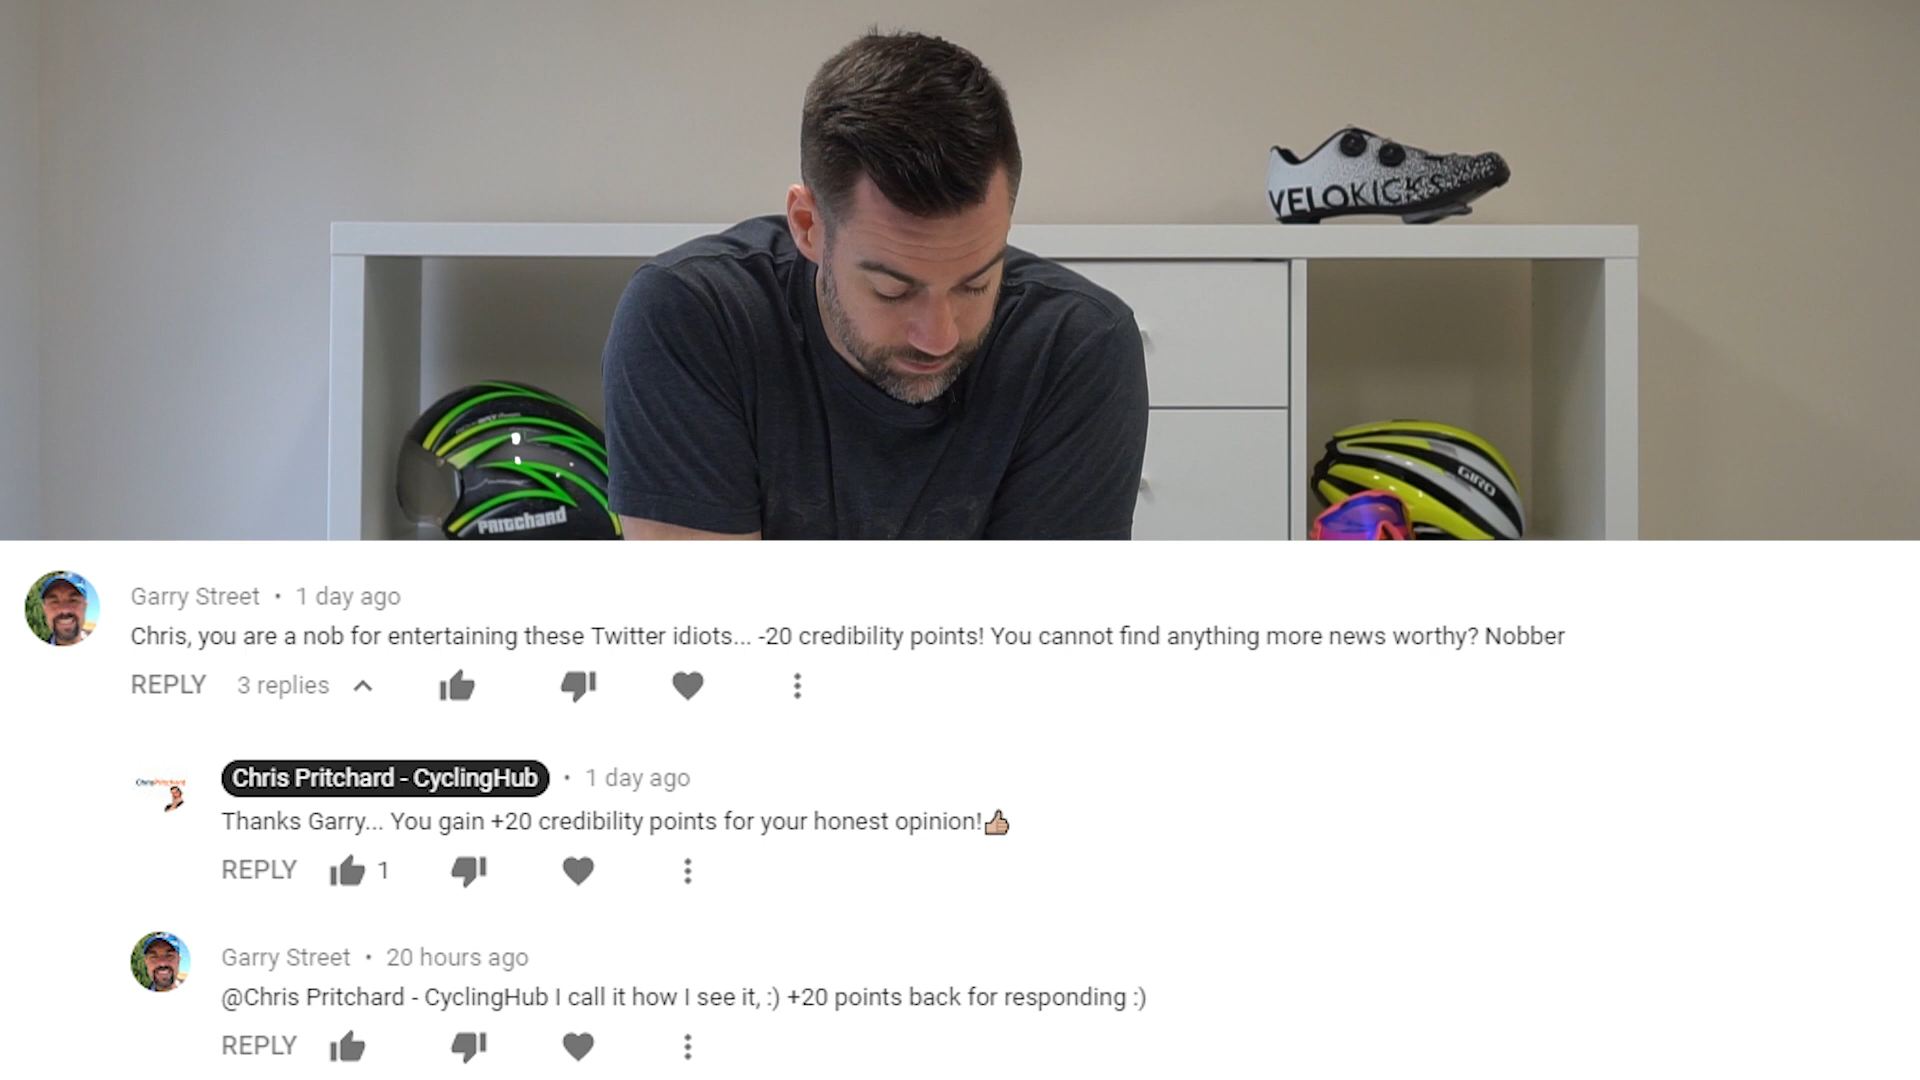 VELOKICKS
GIRO
PRITCHARD
Garry Street • 1 day ago
Chris, you are a nob for entertaining these Twitter idiots... -20 credibility points! You cannot find anything more news worthy? Nobber
REPLY 3 replies
Chris Pritchard - CyclingHub • 1 day ago
ChrisPritchard
Thanks Garry... You gain +20 credibility points for your honest opinion!👍🏼
REPLY 1
Garry Street • 20 hours ago
@Chris Pritchard - CyclingHub I call it how I see it, :) +20 points back for responding :)
REPLY